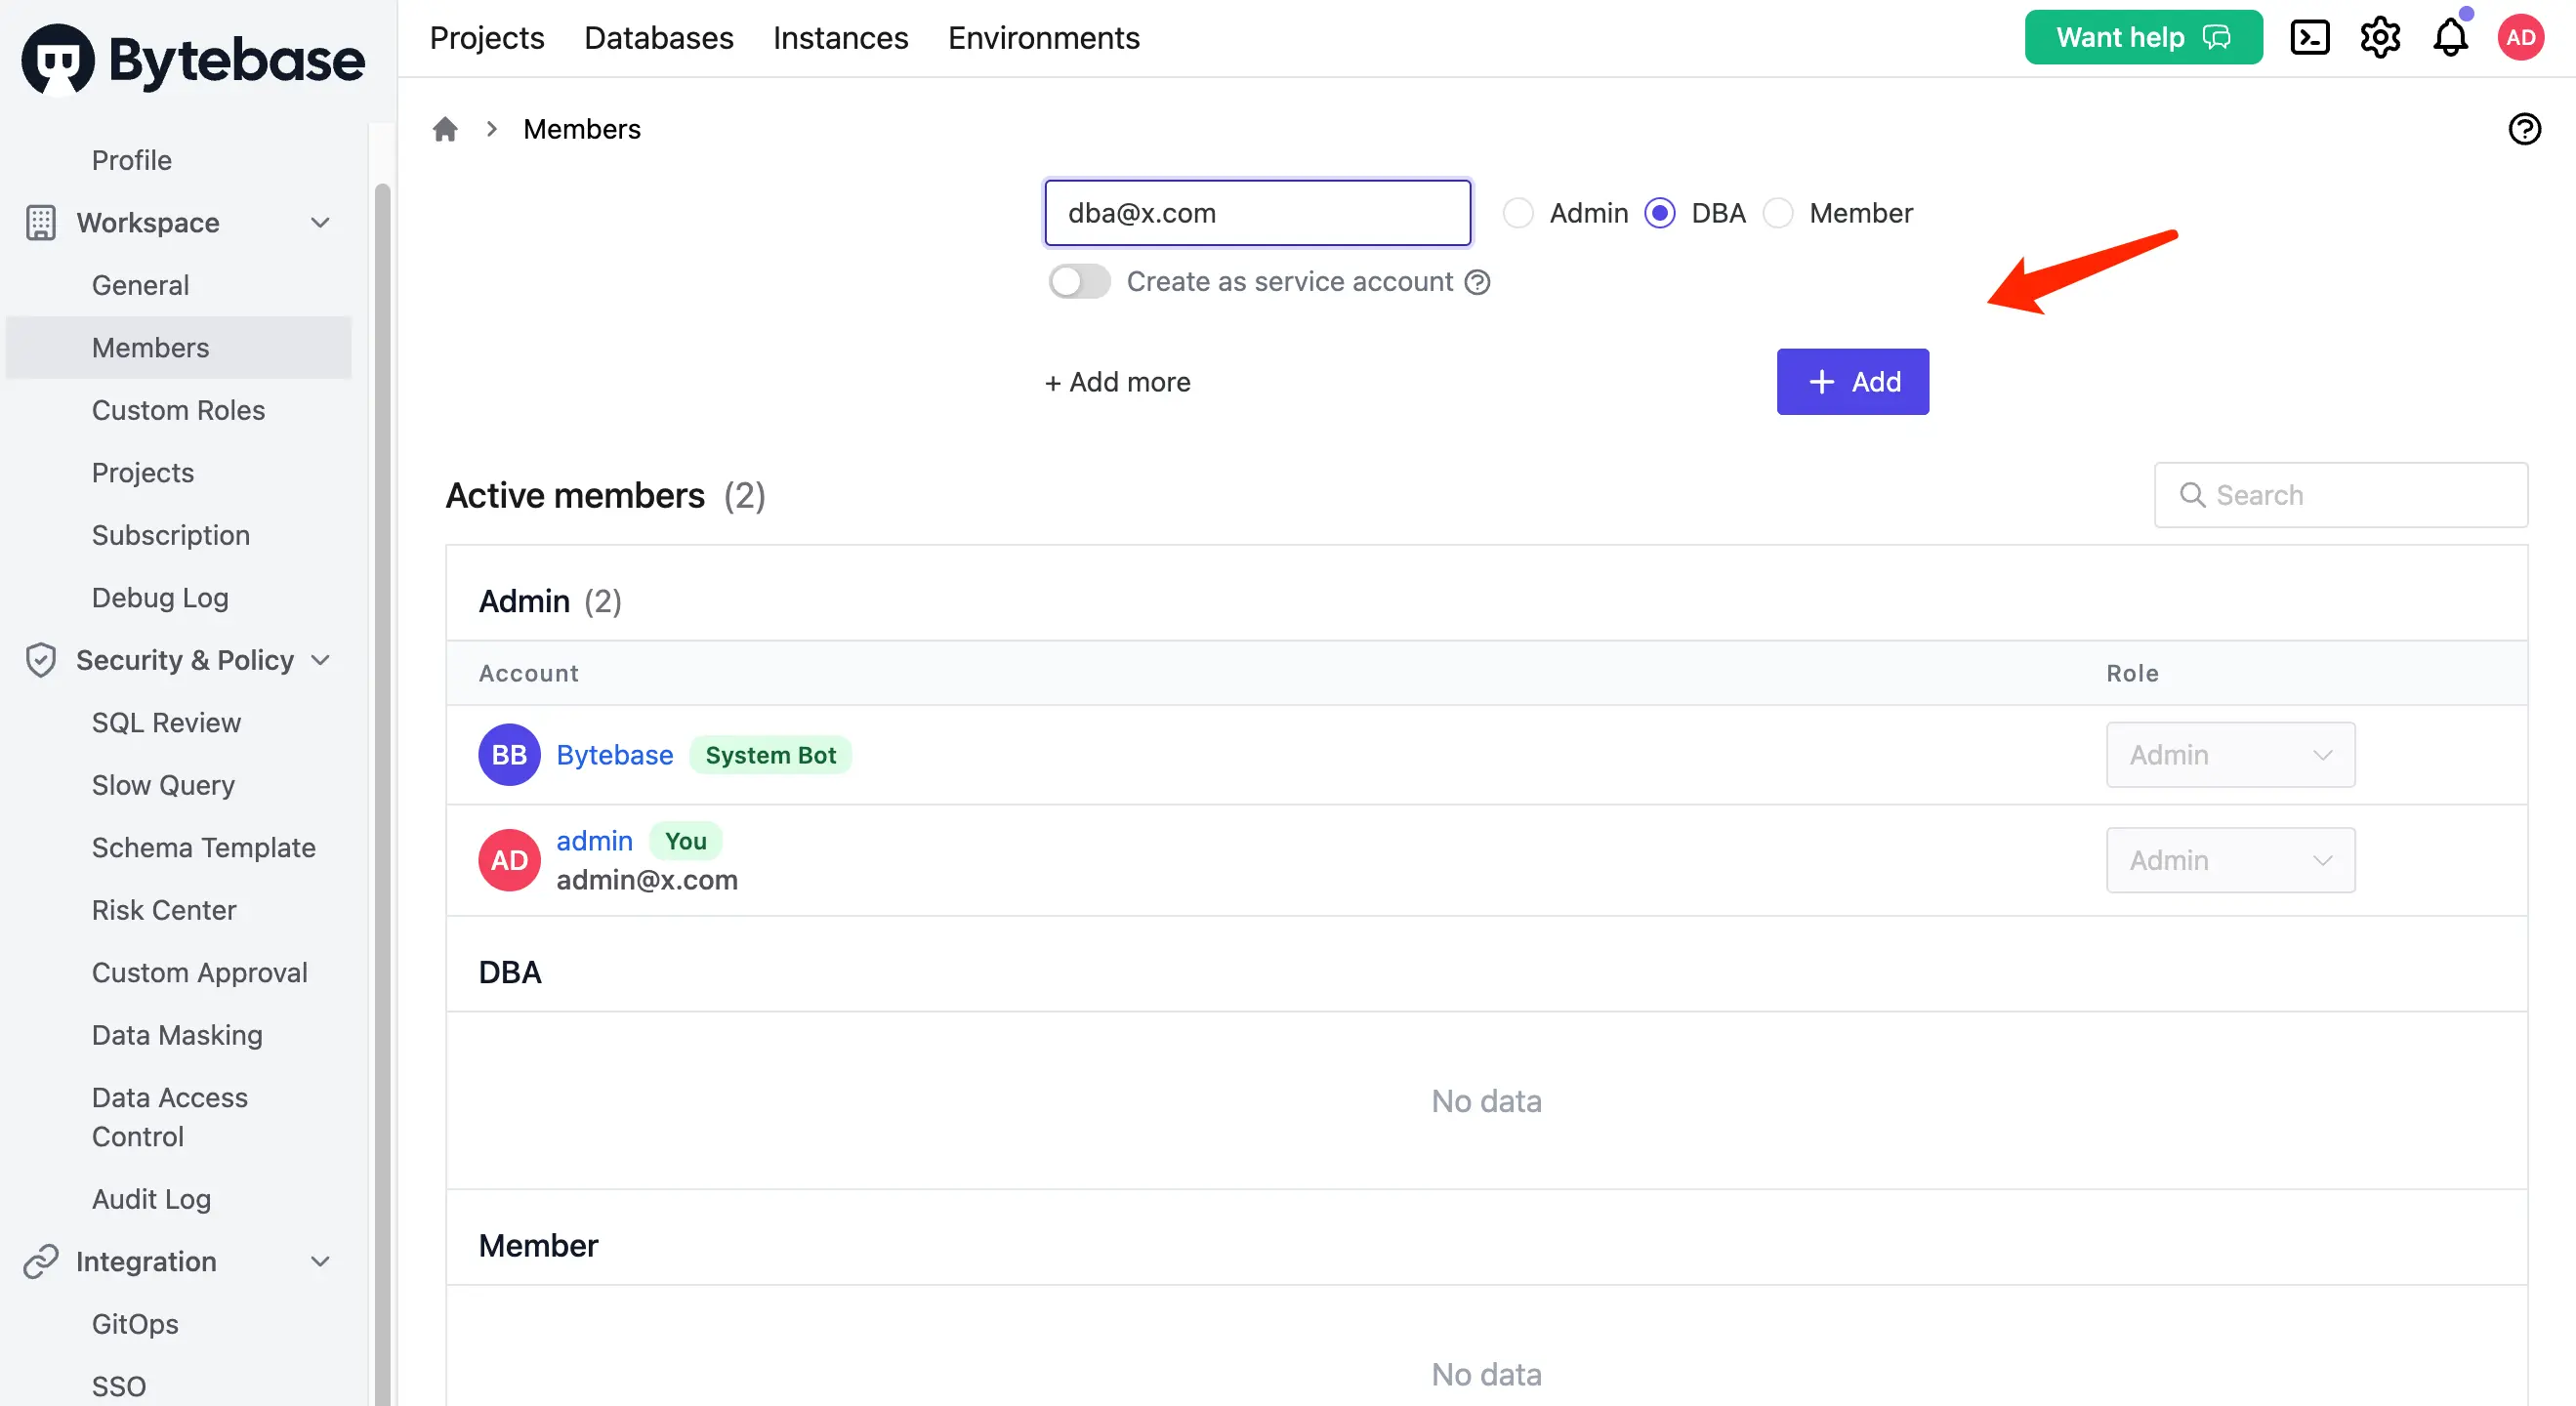 Bytebase
Projects Databases Instances Environments
Want help
AD
Profile
Workspace
General
Members
Custom Roles
Projects
Subscription
Debug Log
Security & Policy
SQL Review
Slow Query
Schema Template
Risk Center
Custom Approval
Data Masking
Data Access
Control
Audit Log
Integration
GitOps
SSO
Members
dba@x.com
Admin DBA Member
Create as service account
+ Add more
+ Add
Active members (2)
Search
Admin (2)
Account Role
BB Bytebase System Bot Admin
AD admin You
admin@x.com
Admin
DBA
No data
Member
No data